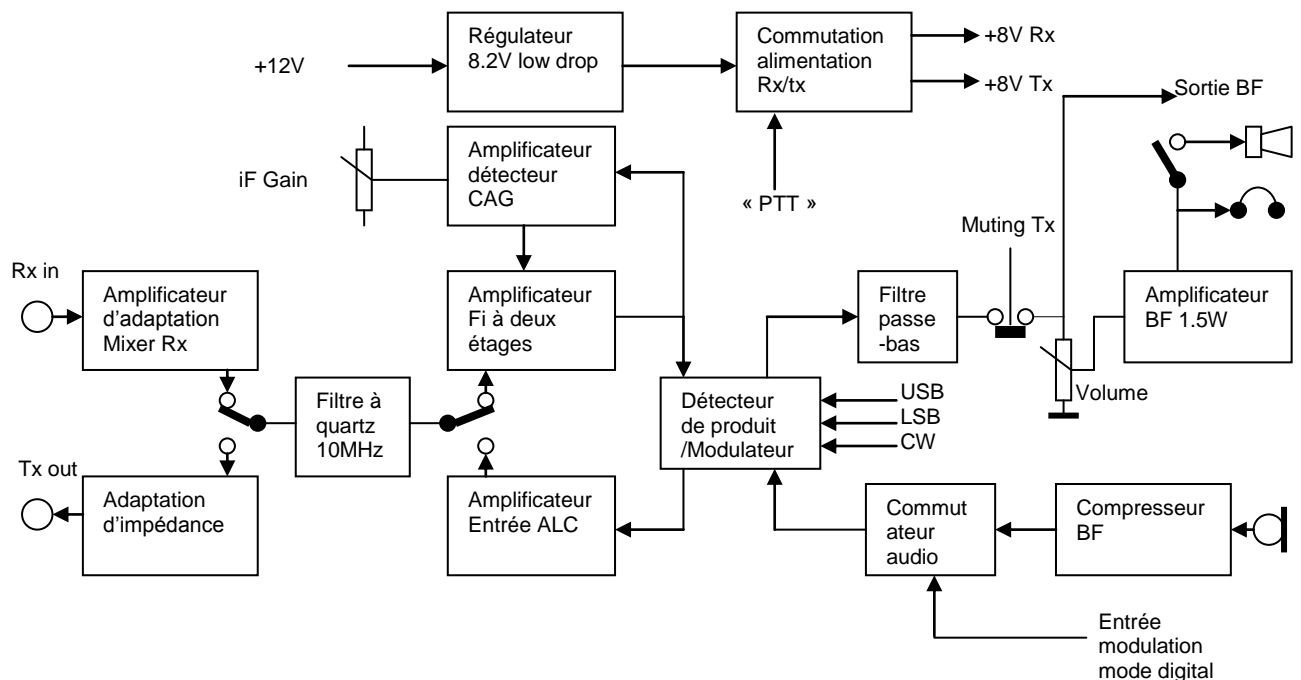 Régulateur
8.2V low drop
Commutation
alimentation
Rx/tx
+8V Rx
+12V
+8V Tx
Sortie BF
Amplificateur
détecteur
CAG
iF Gain
« PTT »
Muting Tx
Rx in
Amplificateur
d'adaptation
Mixer Rx
Amplificateur
Fi à deux
étages
Filtre
passe
-bas
Amplificateur
BF 1.5W
Volume
Filtre à
quartz
10MHz
Détecteur
de produit
/Modulateur
USB
LSB
CW
Tx out
Adaptation
d'impédance
Amplificateur
Entrée ALC
Commut
ateur
audio
Compresseur
BF
Entrée
modulation
mode digital